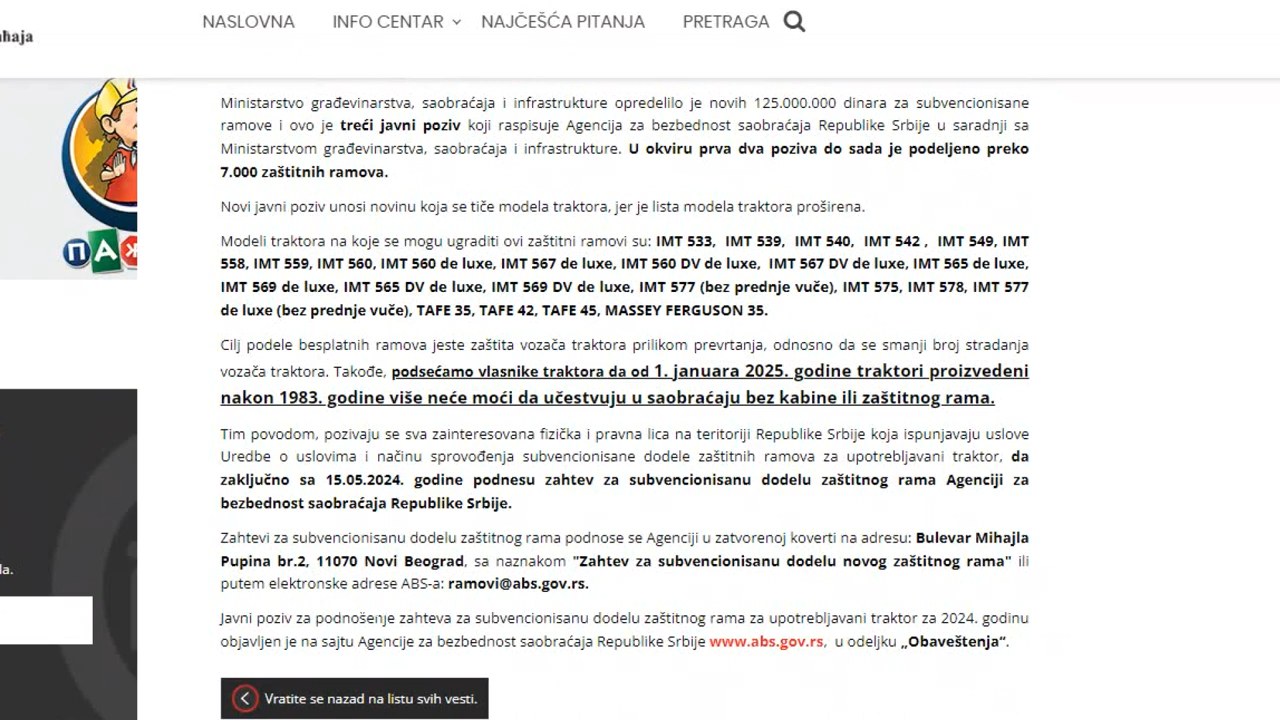 NASLOVNA INFO CENTAR NAJČEŠĆA PITANJA PRETRAGA
Ministarstvo građevinarstva, saobraćaja i infrastrukture opredelilo je novih 125.000.000 dinara za subvencionisane
ramove i ovo je treći javni poziv koji raspisuje Agencija za bezbednost saobraćaja Republike Srbije u saradnji sa
Ministarstvom građevinarstva, saobraćaja i infrastrukture. U okviru prva dva poziva do sada je podeljeno preko
7.000 zaštitnih ramova.
Novi javni poziv unosi novinu koja se tiče modela traktora, jer je lista modela traktora proširena.
Modeli traktora na koje se mogu ugraditi ovi zaštitni ramovi su: IMT 533, IMT 539, IMT 540, IMT 542 , IMT 549, IMT
558, IMT 559, IMT 560, IMT 560 de luxe, IMT 567 de luxe, IMT 560 DV de luxe, IMT 567 DV de luxe, IMT 565 de luxe,
IMT 569 de luxe, IMT 565 DV de luxe, IMT 569 DV de luxe, IMT 577 (bez prednje vuče), IMT 575, IMT 578, IMT 577
de luxe (bez prednje vuče), TAFE 35, TAFE 42, TAFE 45, MASSEY FERGUSON 35.
Cilj podele besplatnih ramova jeste zaštita vozača traktora prilikom prevrtanja, odnosno da se smanji broj stradanja
vozača traktora. Takođe, podsećamo vlasnike traktora da od 1. januara 2025. godine traktori proizvedeni
nakon 1983. godine više neće moći da učestvuju u saobraćaju bez kabine ili zaštitnog rama.
Tim povodom, pozivaju se sva zainteresovana fizička i pravna lica na teritoriji Republike Srbije koja ispunjavaju uslove
Uredbe o uslovima i načinu sprovođenja subvencionisane dodele zaštitnih ramova za upotrebljavani traktor, da
zaključno sa 15.05.2024. godine podnesu zahtev za subvencionisanu dodelu zaštitnog rama Agenciji za
bezbednost saobraćaja Republike Srbije.
Zahtevi za subvencionisanu dodelu zaštitnog rama podnose se Agenciji u zatvorenoj koverti na adresu: Bulevar Mihajla
Pupina br.2, 11070 Novi Beograd, sa naznakom "Zahtev za subvencionisanu dodelu novog zaštitnog rama" ili
putem elektronske adrese ABS-a: ramovi@abs.gov.rs.
Javni poziv za podnošenje zahteva za subvencionisanu dodelu zaštitnog rama za upotrebljavani traktor za 2024. godinu
objavljen je na sajtu Agencije za bezbednost saobraćaja Republike Srbije www.abs.gov.rs, u odeljku „Obaveštenja“.
Vratite se nazad na listu svih vesti.